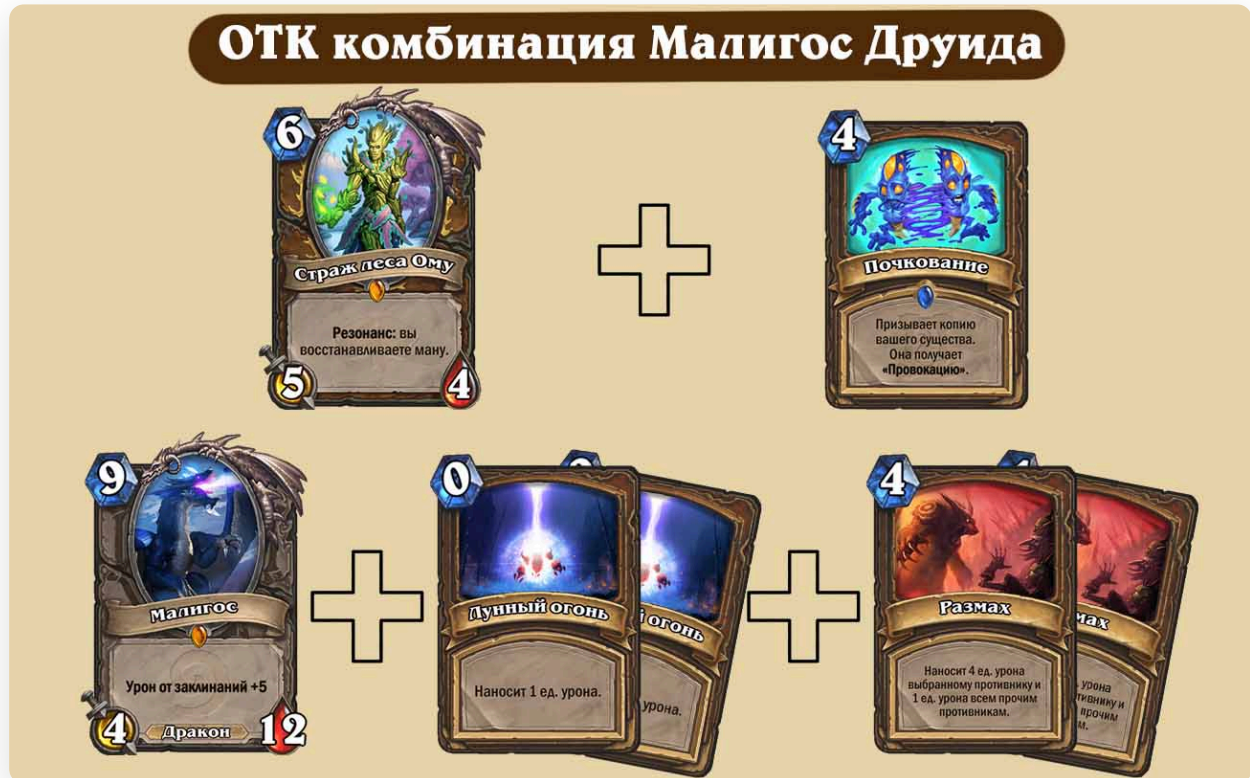 ОТК комбинация Малигос Друида
6
Страж леса Ому
Резонанс: вы
восстанавливаете ману.
5
4
4
Почкование
Призывает копию
вашего существа.
Она получает
«Провокацию».
9
Малигос
Урон от заклинаний +5
4
Дракон
12
0
Лунный огонь
Наносит 1 ед. урона.
й огонь
урона.
4
Размах
Наносит 4 ед. урона
выбранному противнику и
1 ед. урона всем прочим
противникам.
мах
урона
тивнику и
прочим
м.